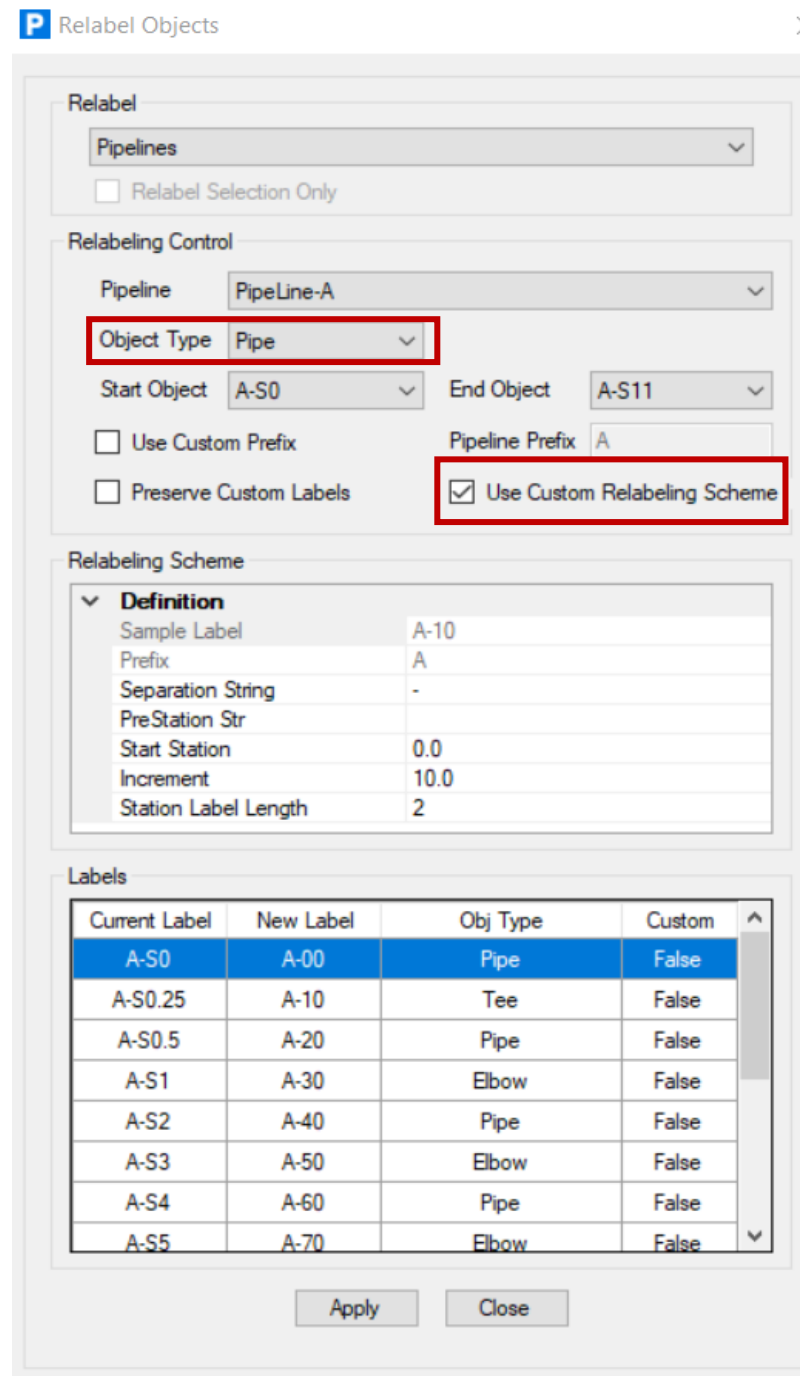 P Relabel Objects
Relabel
Pipelines
Relabel Selection Only
Relabeling Control
Pipeline PipeLine-A
Object Type Pipe
Start Object A-S0 End Object A-S11
Use Custom Prefix Pipeline Prefix A
Preserve Custom Labels Use Custom Relabeling Scheme
Relabeling Scheme
Definition
Sample Label A-10
Prefix A
Separation String -
PreStation Str
Start Station 0.0
Increment 10.0
Station Label Length 2
Labels
Current Label New Label Obj Type Custom
A-S0 A-00 Pipe False
A-S0.25 A-10 Tee False
A-S0.5 A-20 Pipe False
A-S1 A-30 Elbow False
A-S2 A-40 Pipe False
A-S3 A-50 Elbow False
A-S4 A-60 Pipe False
A-S5 A-70 Elbow False
Apply Close